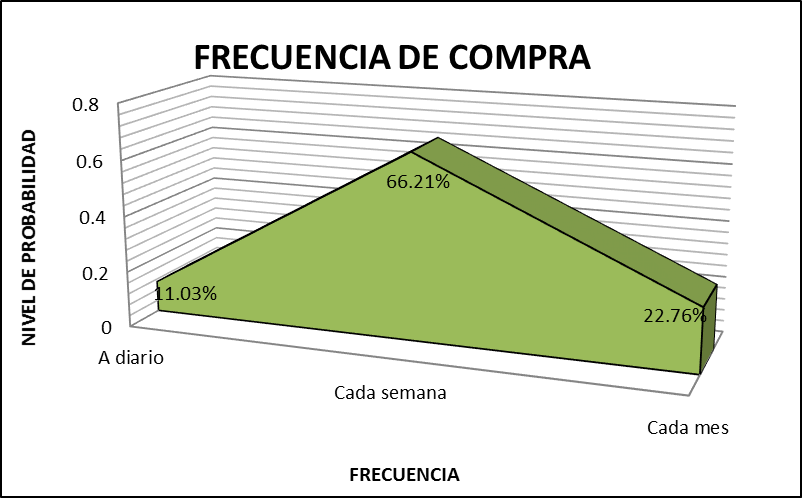 FRECUENCIA DE COMPRA
NIVEL DE PROBABILIDAD
0.8
0.6
0.4
0.2
0
11.03%
66.21%
22.76%
A diario
Cada semana
Cada mes
FRECUENCIA